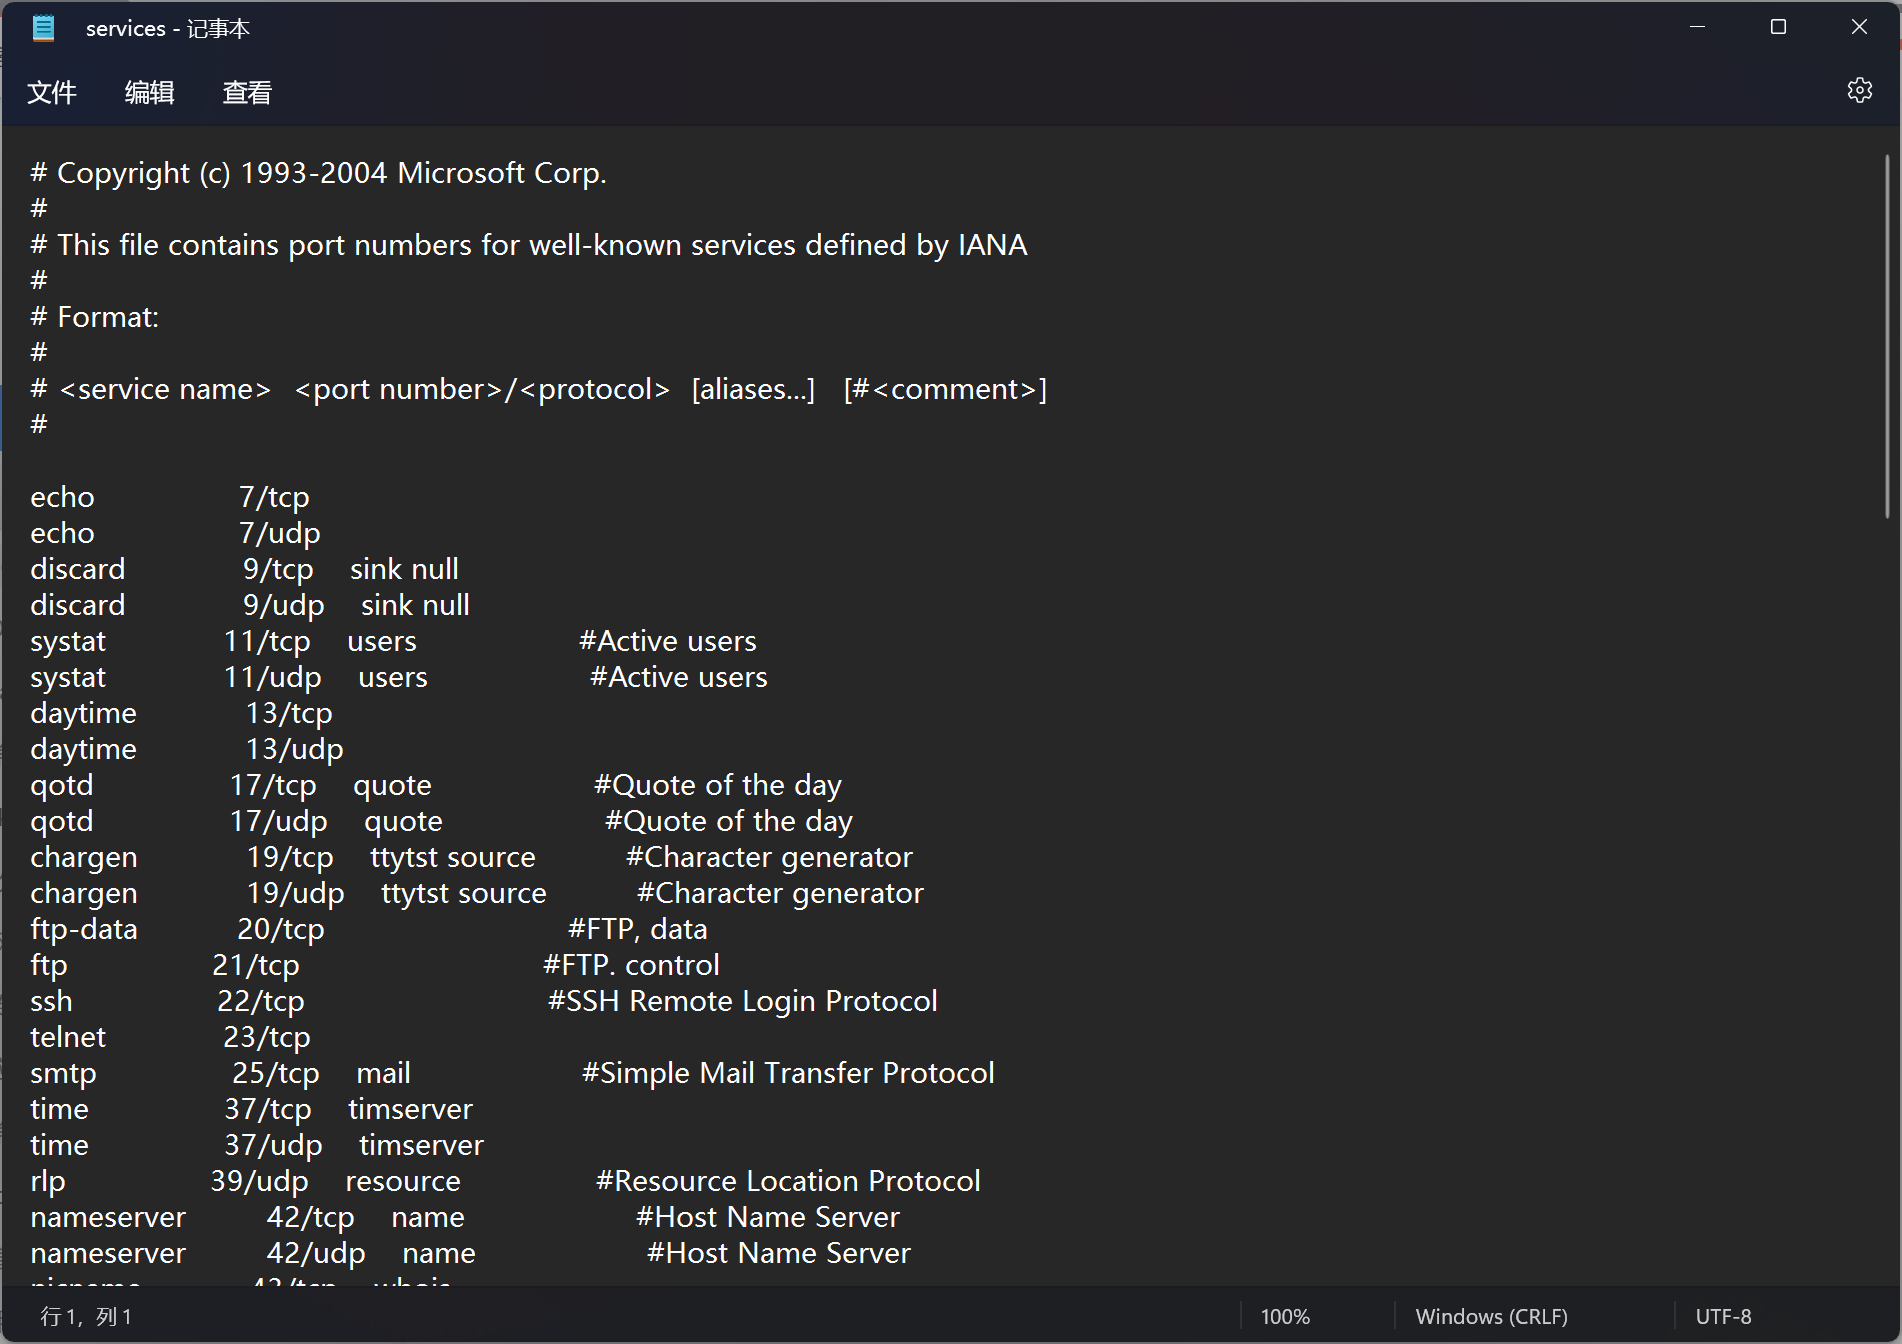 services - 记事本
文件 编辑 查看
# Copyright (c) 1993-2004 Microsoft Corp.
#
# This file contains port numbers for well-known services defined by IANA
#
# Format:
#
# <service name>  <port number>/<protocol>  [aliases...]   [#<comment>]
#
echo 7/tcp
echo 7/udp
discard 9/tcp sink null
discard 9/udp sink null
systat 11/tcp users #Active users
systat 11/udp users #Active users
daytime 13/tcp
daytime 13/udp
qotd 17/tcp quote #Quote of the day
qotd 17/udp quote #Quote of the day
chargen 19/tcp ttytst source #Character generator
chargen 19/udp ttytst source #Character generator
ftp-data 20/tcp #FTP, data
ftp 21/tcp #FTP. control
ssh 22/tcp #SSH Remote Login Protocol
telnet 23/tcp
smtp 25/tcp mail #Simple Mail Transfer Protocol
time 37/tcp timserver
time 37/udp timserver
rlp 39/udp resource #Resource Location Protocol
nameserver 42/tcp name #Host Name Server
nameserver 42/udp name #Host Name Server
nicname 43/tcp whois
行 1, 列 1 100% Windows (CRLF) UTF-8